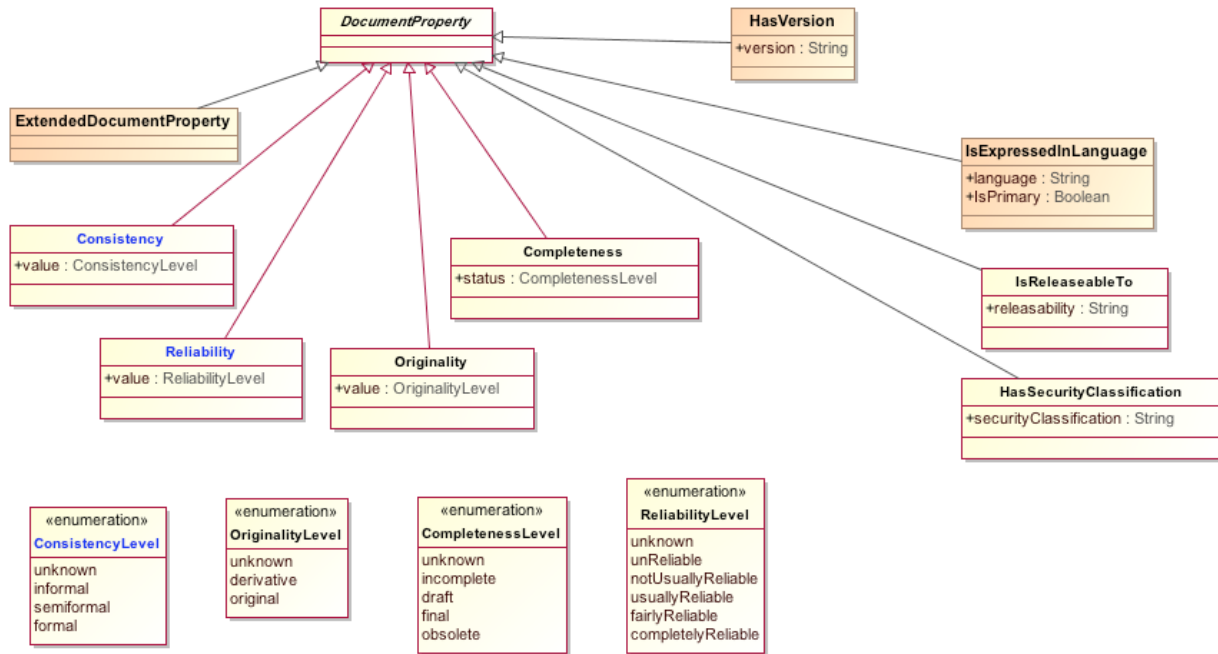 DocumentProperty
HasVersion
+version : String
ExtendedDocumentProperty
IsExpressedInLanguage
+language : String
+IsPrimary : Boolean
Consistency
+value : ConsistencyLevel
Completeness
+status : CompletenessLevel
IsReleaseableTo
+releasability : String
Reliability
+value : ReliabilityLevel
Originality
+value : OriginalityLevel
HasSecurityClassification
+securityClassification : String
«enumeration»
ConsistencyLevel
unknown
informal
semiformal
formal
«enumeration»
OriginalityLevel
unknown
derivative
original
«enumeration»
CompletenessLevel
unknown
incomplete
draft
final
obsolete
«enumeration»
ReliabilityLevel
unknown
unReliable
notUsuallyReliable
usuallyReliable
fairlyReliable
completelyReliable